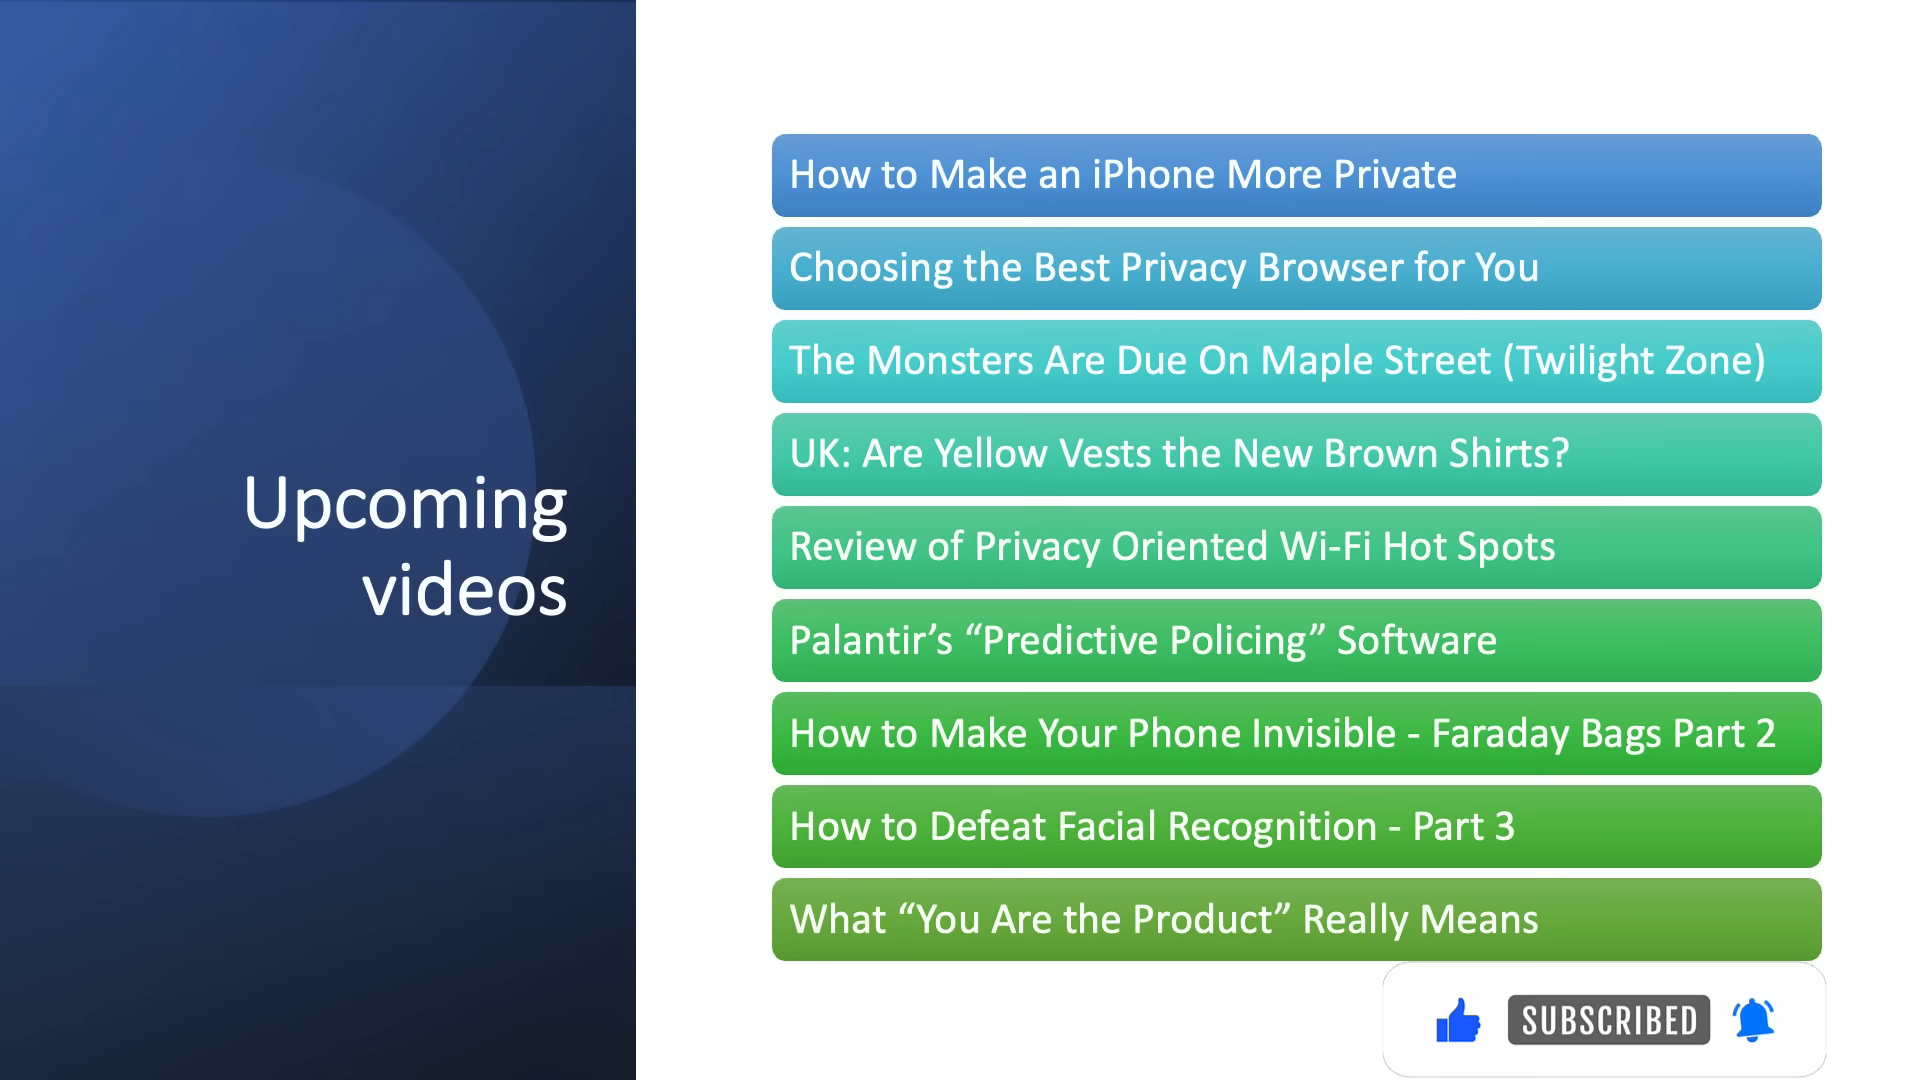 Upcoming
videos
How to Make an iPhone More Private
Choosing the Best Privacy Browser for You
The Monsters Are Due On Maple Street (Twilight Zone)
UK: Are Yellow Vests the New Brown Shirts?
Review of Privacy Oriented Wi-Fi Hot Spots
Palantir’s “Predictive Policing” Software
How to Make Your Phone Invisible - Faraday Bags Part 2
How to Defeat Facial Recognition - Part 3
What “You Are the Product” Really Means
SUBSCRIBED